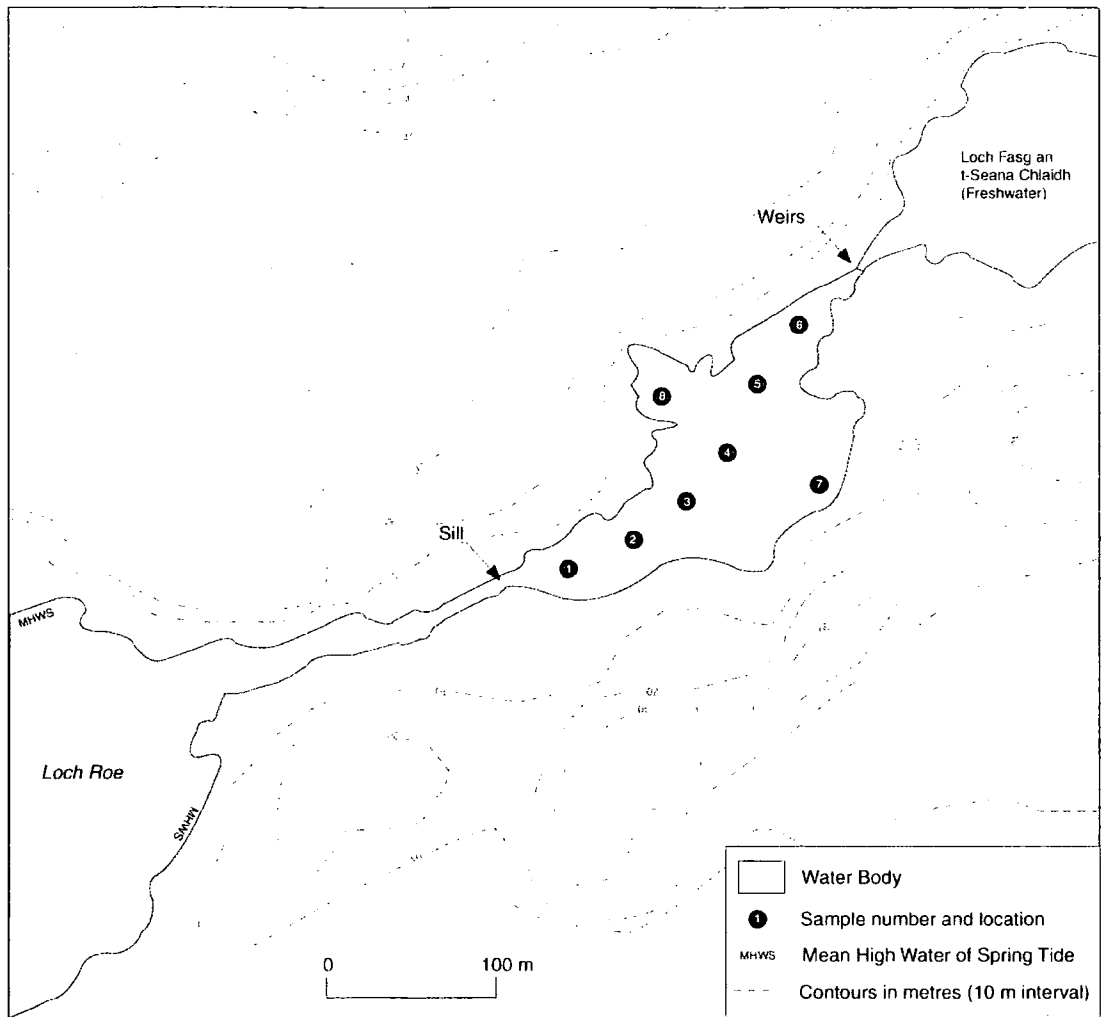 Loch Fasg an
t-Seana Chlaidh
(Freshwater)
Weirs
6
5
8
4
7
3
Sill
2
1
MHWS
20
Loch Roe
MHWS
Water Body
1 Sample number and location
MHWS Mean High Water of Spring Tide
0 100 m
Contours in metres (10 m interval)